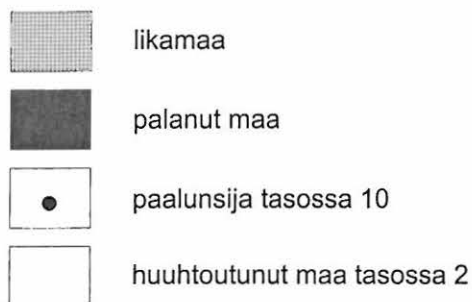 likamaa
palanut maa
paalunsija tasossa 10
huuhtoutunut maa tasossa 2